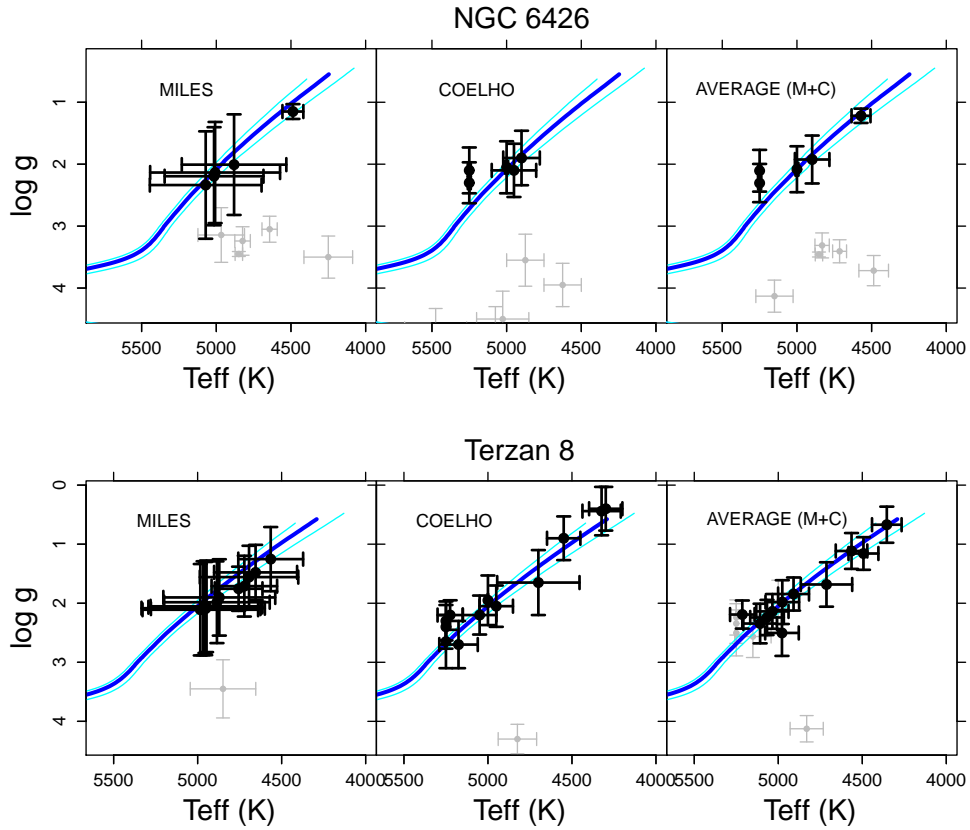 NGC 6426
MILES
COELHO
AVERAGE (M+C)
log g
1
2
3
4
5500 5000 4500 4000
5500 5000 4500 4000
5500 5000 4500 4000
Teff (K) Teff (K) Teff (K)
Terzan 8
MILES
COELHO
AVERAGE (M+C)
log g
0
1
2
3
4
5500 5000 4500 4000
5500 5000 4500 4000
5500 5000 4500 4000
Teff (K) Teff (K) Teff (K)